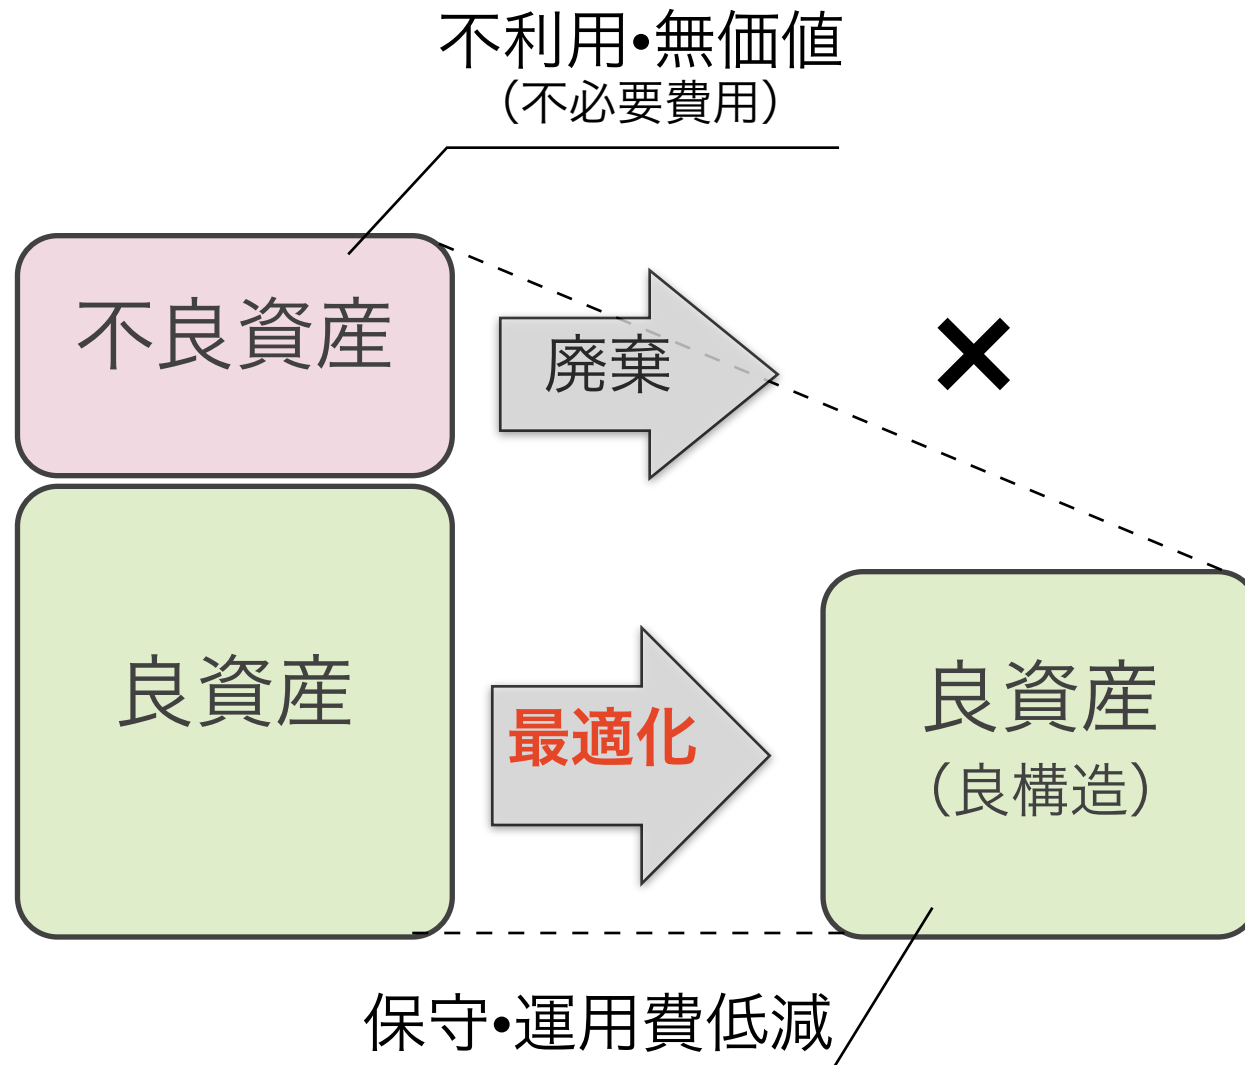 不利用•無価値
（不必要費用）
不良資産
廃棄
良資産
最適化
良資産
（良構造）
保守•運用費低減